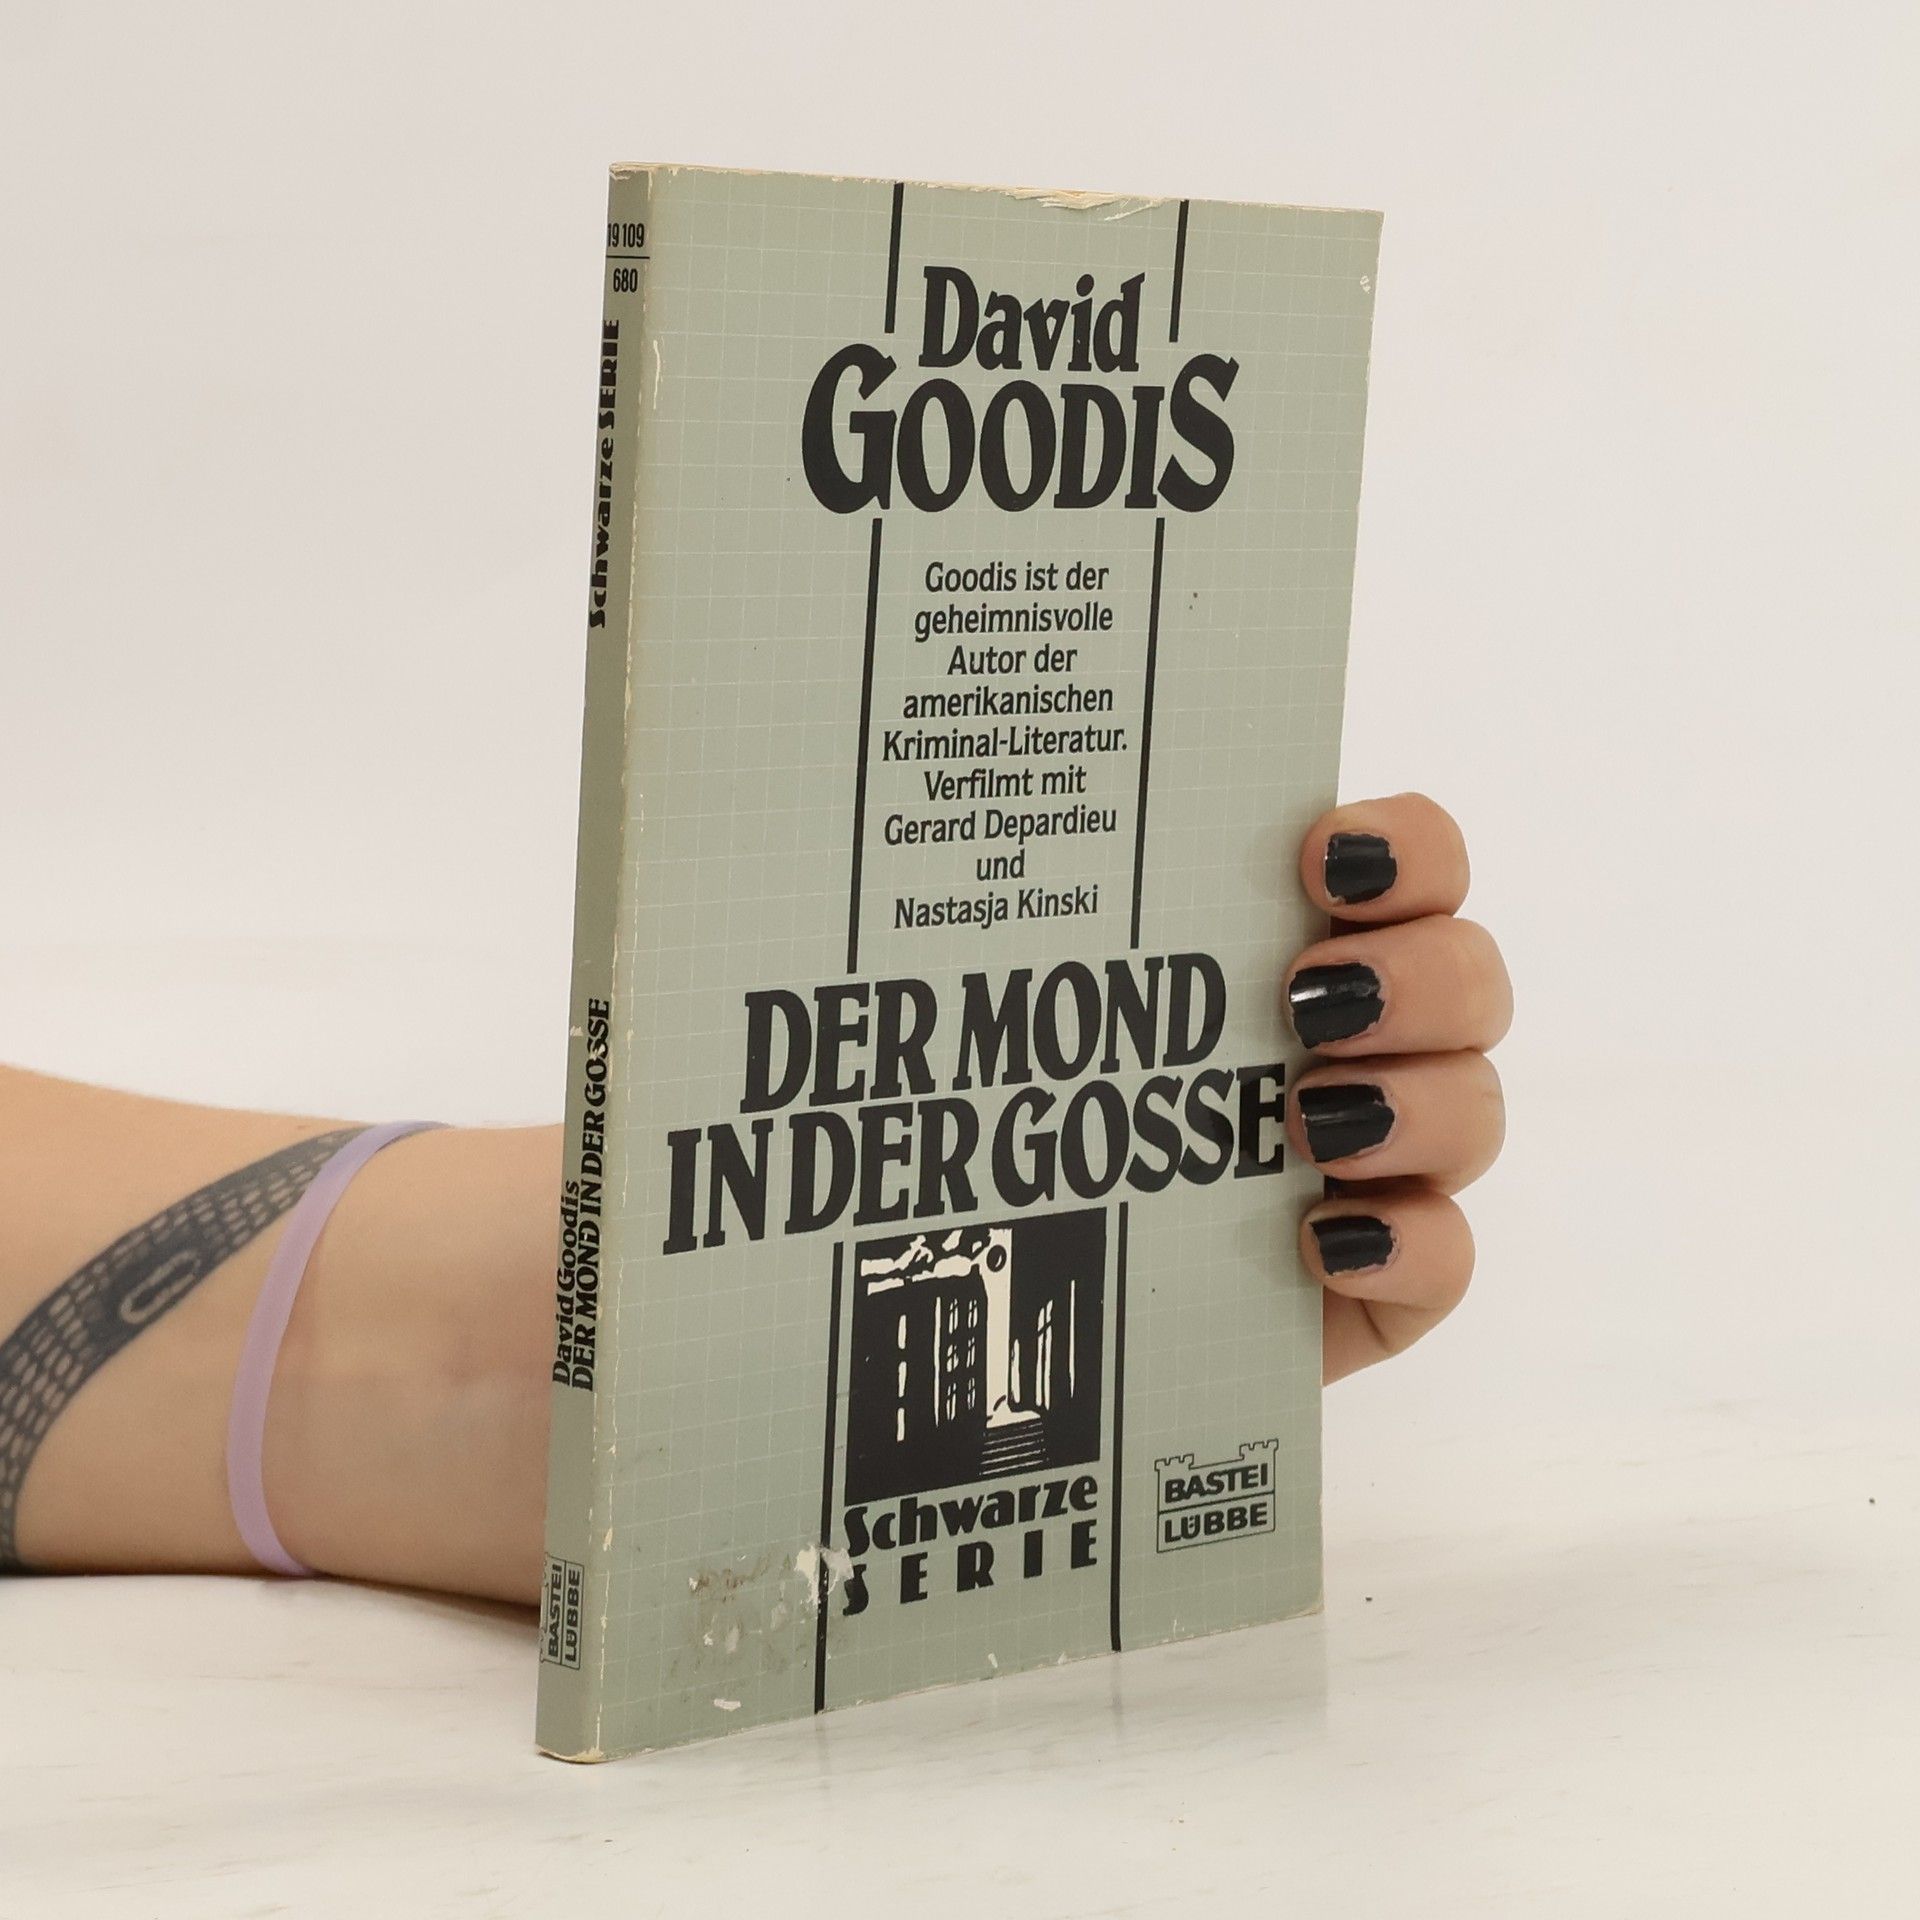 19109
680
Schwarze SERIE
David Goodis
DER MOND IN DER GOSSE
BASTEI
LÜBBE
David
GOODIS
Goodis ist der
geheimnisvolle
Autor der
amerikanischen
Kriminal-Literatur.
Verfilmt mit
Gerard Depardieu
und
Nastasja Kinski
DER MOND
IN DER GOSSE
Schwarze
SERIE
BASTEI
LÜBBE